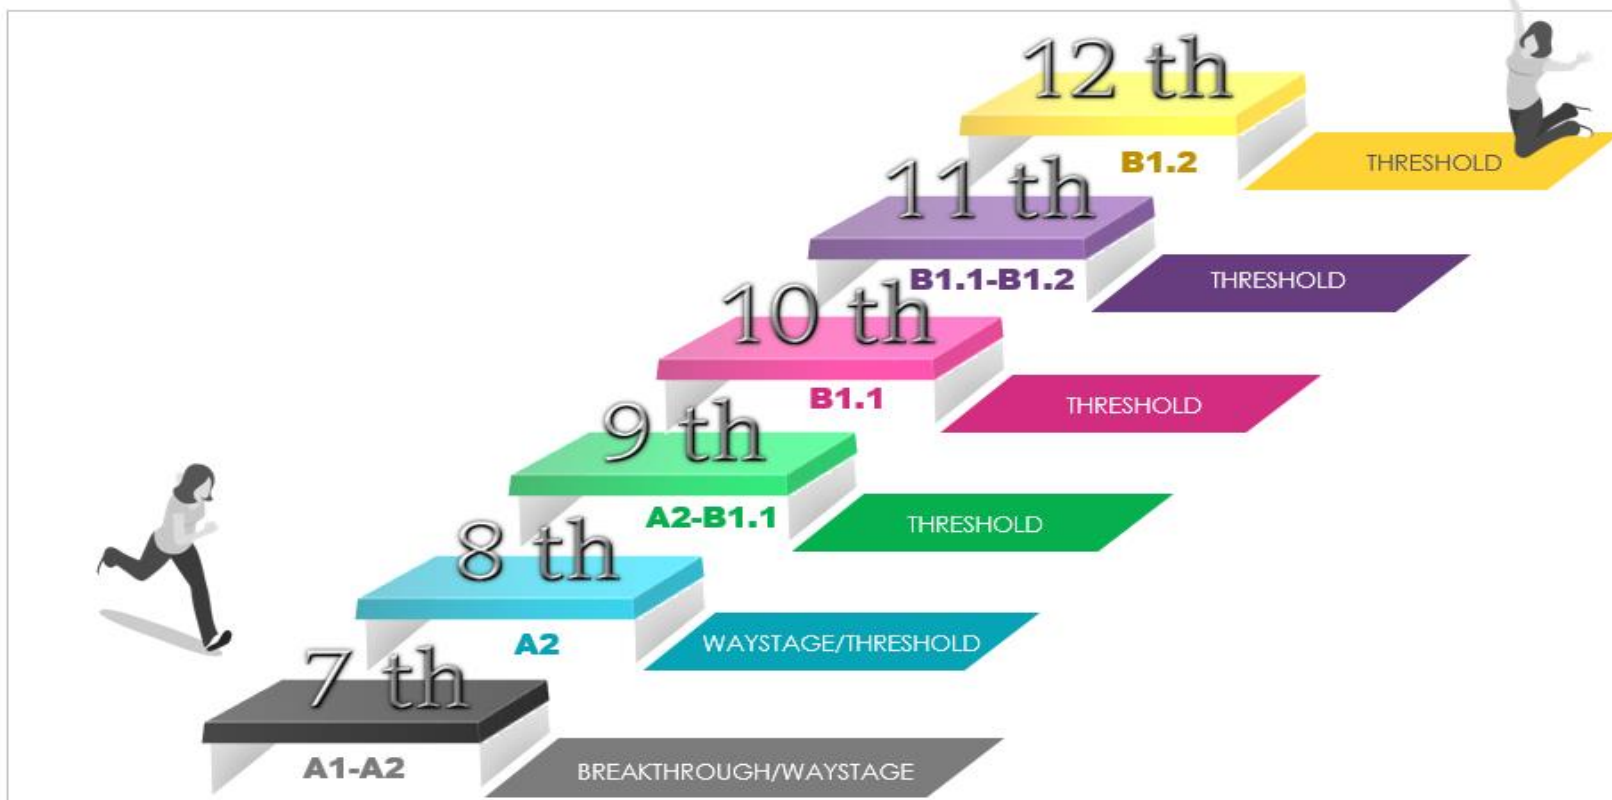 12 th
B1.2
THRESHOLD
11 th
B1.1-B1.2
THRESHOLD
10 th
B1.1
THRESHOLD
9 th
A2-B1.1
THRESHOLD
8 th
A2
WAYSTAGE/THRESHOLD
7 th
A1-A2
BREAKTHROUGH/WAYSTAGE